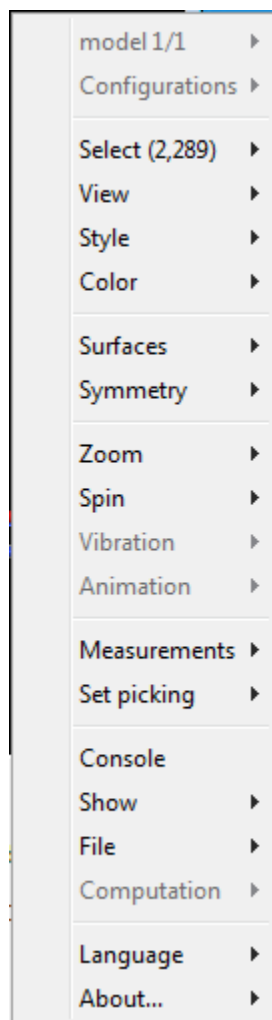 model 1/1
Configurations
Select (2,289)
View
Style
Color
Surfaces
Symmetry
Zoom
Spin
Vibration
Animation
Measurements
Set picking
Console
Show
File
Computation
Language
About...